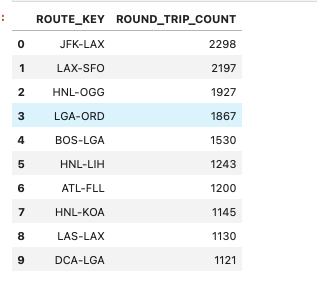 :
ROUTE_KEY ROUND_TRIP_COUNT
0 JFK-LAX 2298
1 LAX-SFO 2197
2 HNL-OGG 1927
3 LGA-ORD 1867
4 BOS-LGA 1530
5 HNL-LIH 1243
6 ATL-FLL 1200
7 HNL-KOA 1145
8 LAS-LAX 1130
9 DCA-LGA 1121